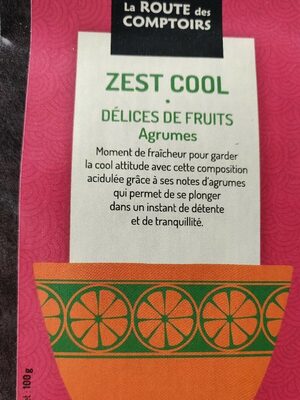 La ROUTE des
COMPTOIRS
ZEST COOL
•
DÉLICES DE FRUITS
Agrumes
Moment de fraîcheur pour garder
la cool attitude avec cette composition
acidulée grâce à ses notes d'agrumes
qui permet de se plonger
dans un instant de détente
et de tranquilité.
100 g